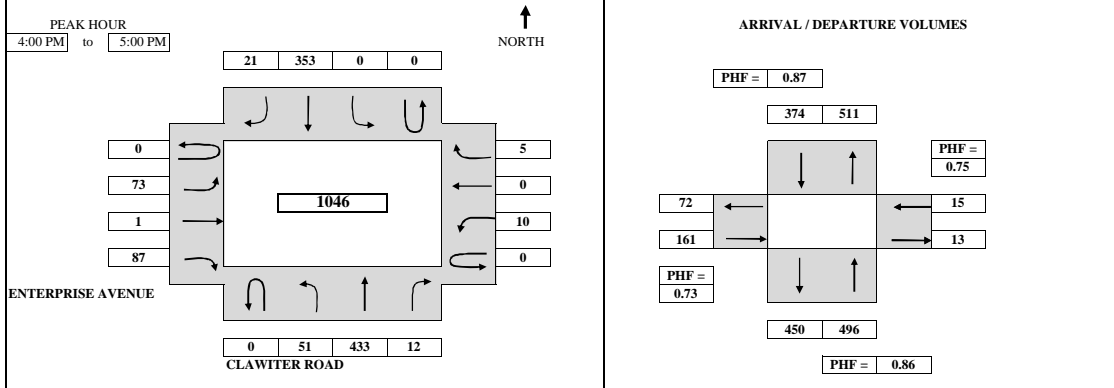 PEAK HOUR
4:00 PM to 5:00 PM
NORTH
21 353 0 0
0
73
1
87
1046
5
0
10
0
ENTERPRISE AVENUE
0 51 433 12
CLAWITER ROAD
ARRIVAL / DEPARTURE VOLUMES
PHF = 0.87
374 511
PHF =
0.75
72
161
15
13
PHF =
0.73
450 496
PHF = 0.86